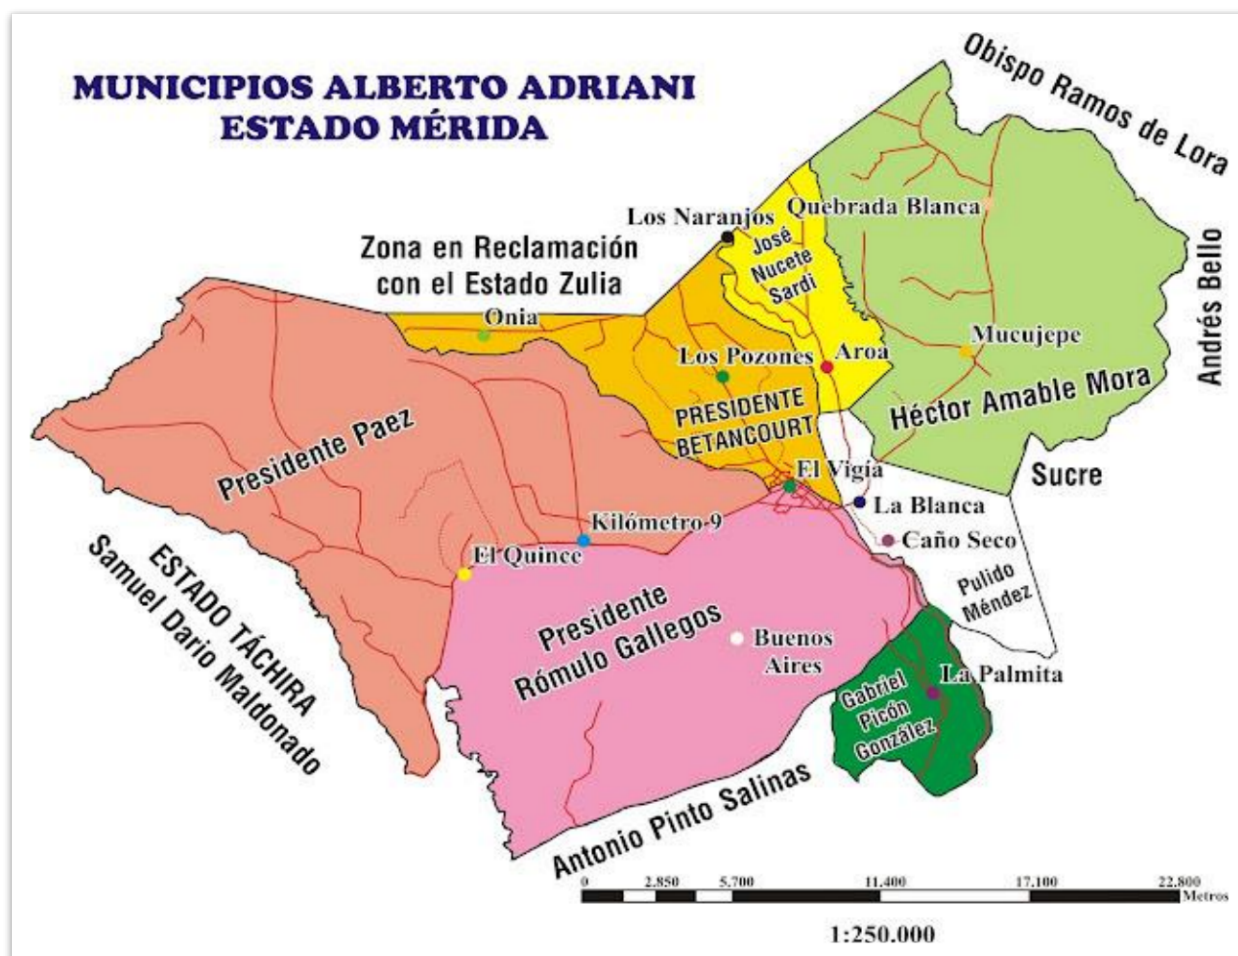 MUNICIPIOS ALBERTO ADRIANI
ESTADO MÉRIDA
Obispo Ramos de Lora
Los Naranjos
Quebrada Blanca
José
Nucete
Sardi
Zona en Reclamación
con el Estado Zulia
Andrés Bello
Onia
Mucujepe
Los Pozones
Aroa
Héctor Amable Mora
PRESIDENTE
BETANCOURT
Presidente Paez
El Vigía
Sucre
La Blanca
Kilómetro 9
Caño Seco
El Quince
Pulido
Méndez
ESTADO TÁCHIRA
Samuel Dario Maldonado
Presidente
Rómulo Gallegos
Buenos
Aires
La Palmita
Gabriel
Picón
González
Antonio Pinto Salinas
0 2.850 5.700 11.400 17.100 22.800
Metros
1:250.000